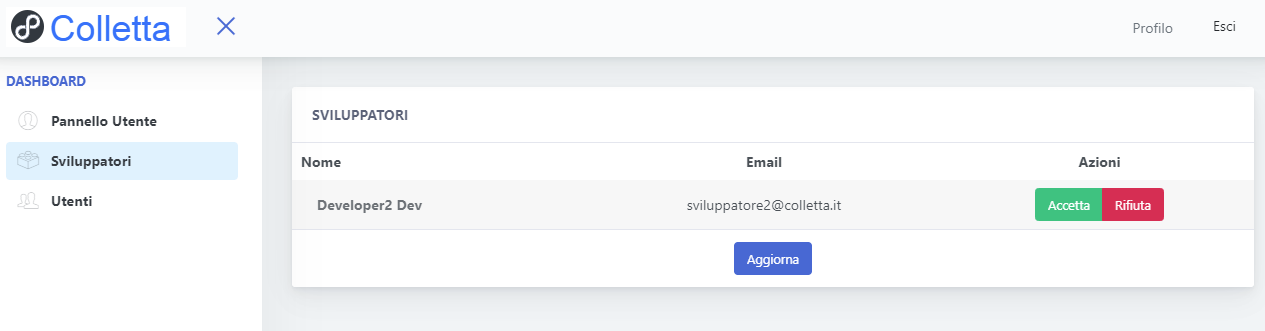 Colletta
Profilo Esci
DASHBOARD
Pannello Utente
Sviluppatori
Utenti
SVILUPPATORI
Nome Email Azioni
Developer2 Dev sviluppatore2@colletta.it Accetta Rifiuta
Aggiorna